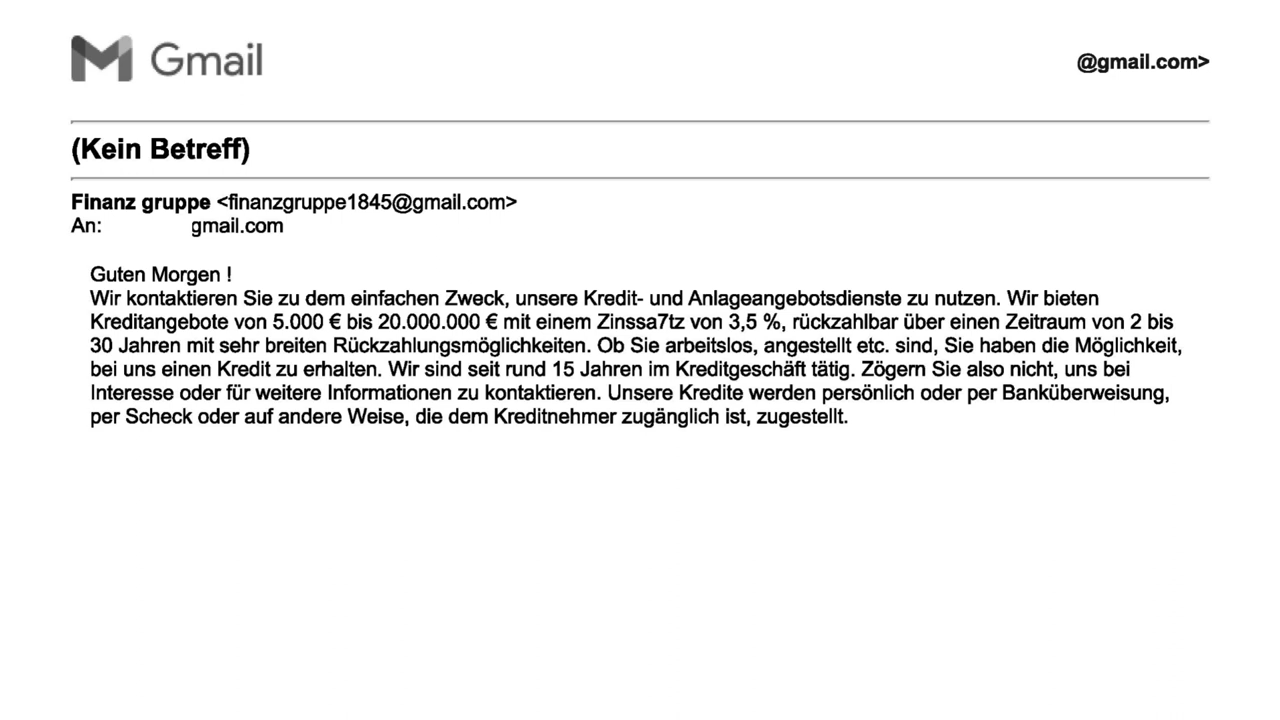 Gmail
@gmail.com>
(Kein Betreff)
Finanz gruppe <finanzgruppe1845@gmail.com>
An: gmail.com
Guten Morgen !
Wir kontaktieren Sie zu dem einfachen Zweck, unsere Kredit- und Anlageangebotsdienste zu nutzen. Wir bieten
Kreditangebote von 5.000 € bis 20.000.000 € mit einem Zinssa7tz von 3,5 %, rückzahlbar über einen Zeitraum von 2 bis
30 Jahren mit sehr breiten Rückzahlungsmöglichkeiten. Ob Sie arbeitslos, angestellt etc. sind, Sie haben die Möglichkeit,
bei uns einen Kredit zu erhalten. Wir sind seit rund 15 Jahren im Kreditgeschäft tätig. Zögern Sie also nicht, uns bei
Interesse oder für weitere Informationen zu kontaktieren. Unsere Kredite werden persönlich oder per Banküberweisung,
per Scheck oder auf andere Weise, die dem Kreditnehmer zugänglich ist, zugestellt.